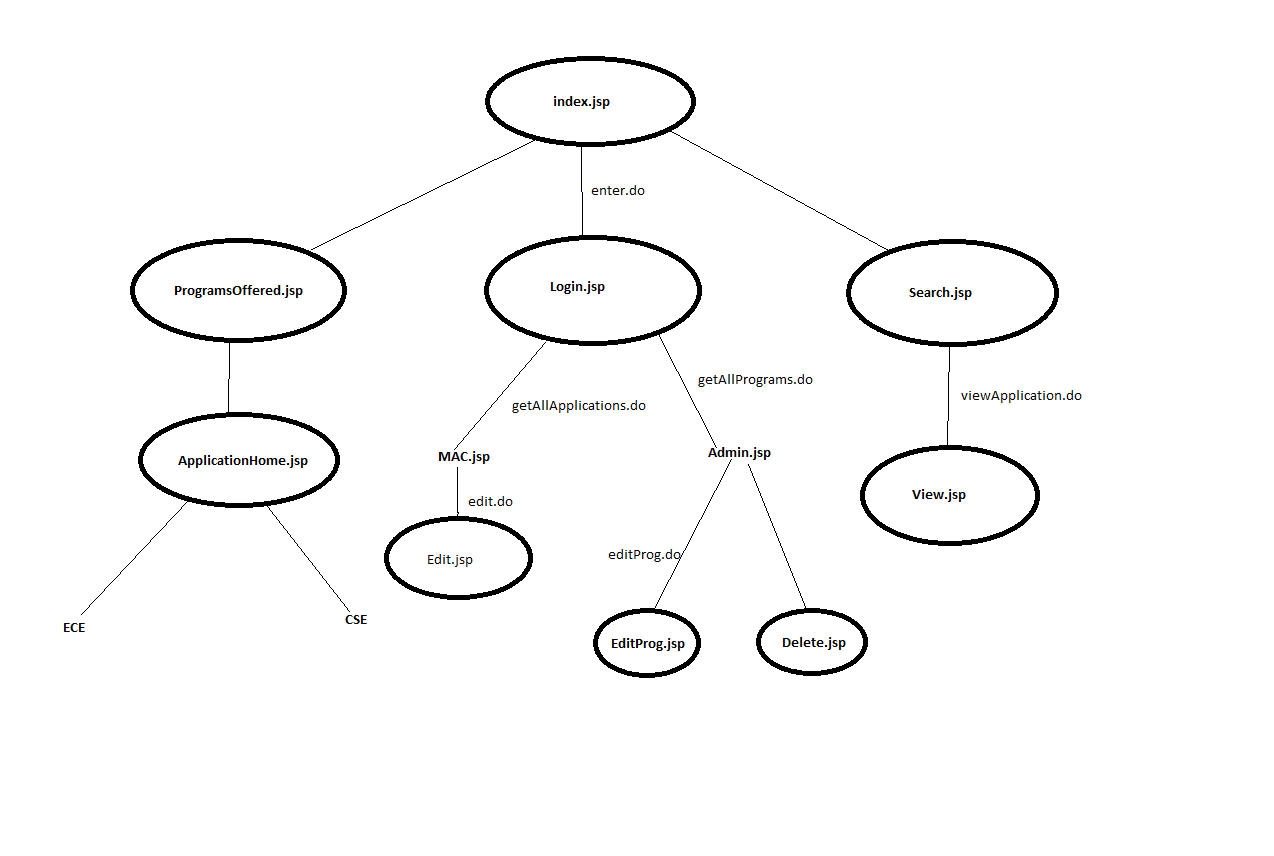 index.jsp
enter.do
ProgramsOffered.jsp
Login.jsp
Search.jsp
getAllPrograms.do
getAllApplications.do
viewApplication.do
ApplicationHome.jsp
MAC.jsp
Admin.jsp
View.jsp
edit.do
Edit.jsp
editProg.do
ECE
CSE
EditProg.jsp
Delete.jsp